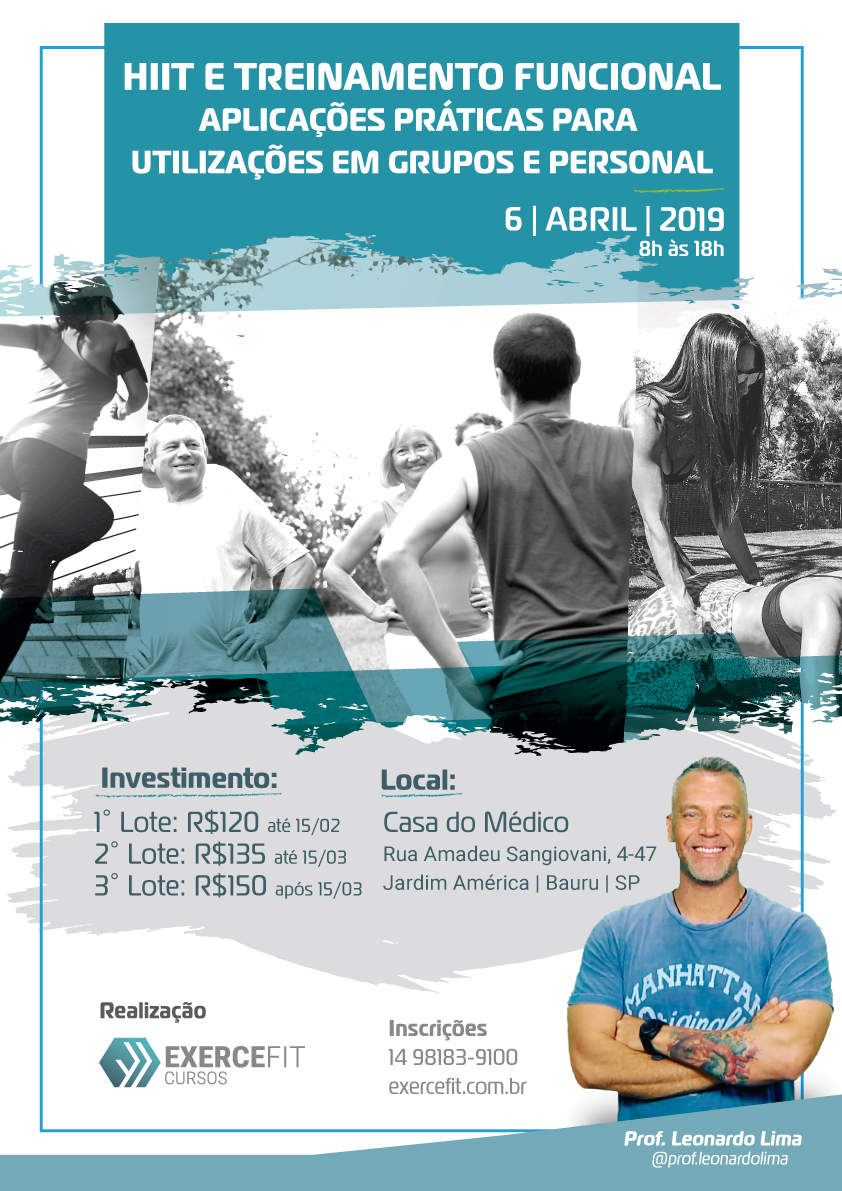 HIIT E TREINAMENTO FUNCIONAL
APLICAÇÕES PRÁTICAS PARA
UTILIZAÇÕES EM GRUPOS E PERSONAL
6 | ABRIL | 2019
8h às 18h
Investimento:
1° Lote: R$120 até 15/02
2° Lote: R$135 até 15/03
3° Lote: R$150 após 15/03
Local:
Casa do Médico
Rua Amadeu Sangiovani, 4-47
Jardim América | Bauru | SP
MANHATTAN
Original
Realização
EXERCEFIT
CURSOS
Inscrições
14 98183-9100
exercefit.com.br
Prof. Leonardo Lima
@prof.leonardolima